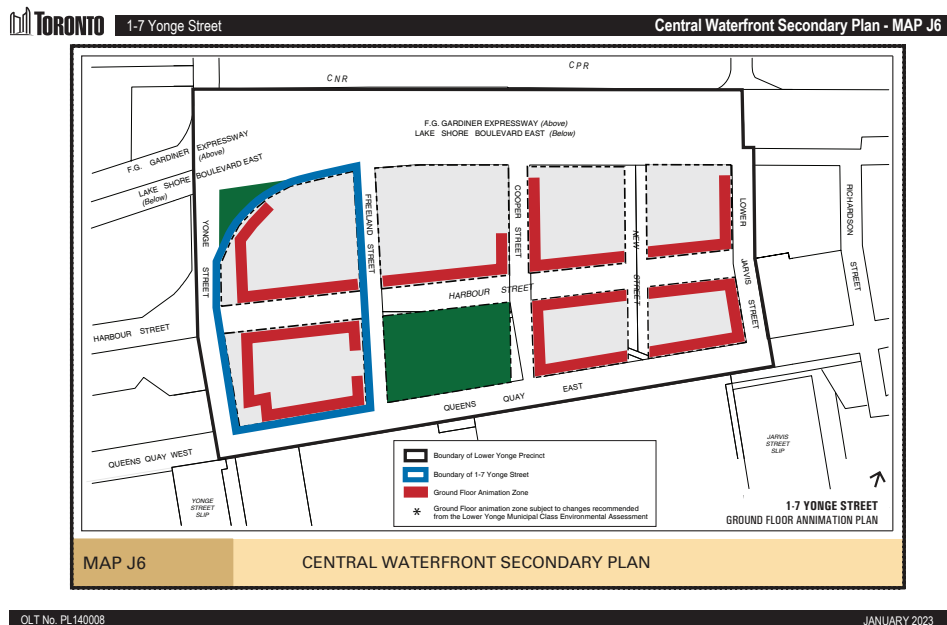 TORONTO
1-7 Yonge Street
Central Waterfront Secondary Plan - MAP J6
CNR
CPR
F.G. GARDINER EXPRESSWAY (Above)
LAKE SHORE BOULEVARD EAST (Below)
F.G. GARDINER EXPRESSWAY
(Above)
LAKE SHORE BOULEVARD EAST
(Below)
YONGE STREET
FREELAND STREET
COOPER STREET
NEW STREET
LOWER JARVIS STREET
RICHARDSON STREET
HARBOUR STREET
HARBOUR STREET
QUEENS QUAY EAST
QUEENS QUAY WEST
YONGE
STREET
SLIP
JARVIS
STREET
SLIP
Boundary of Lower Yonge Precinct
Boundary of 1-7 Yonge Street
Ground Floor Animation Zone
* Ground Floor animation zone subject to changes recommended
from the Lower Yonge Municipal Class Environmental Assessment
1-7 YONGE STREET
GROUND FLOOR ANNIMATION PLAN
MAP J6
CENTRAL WATERFRONT SECONDARY PLAN
OLT No. PL140008
JANUARY 2023